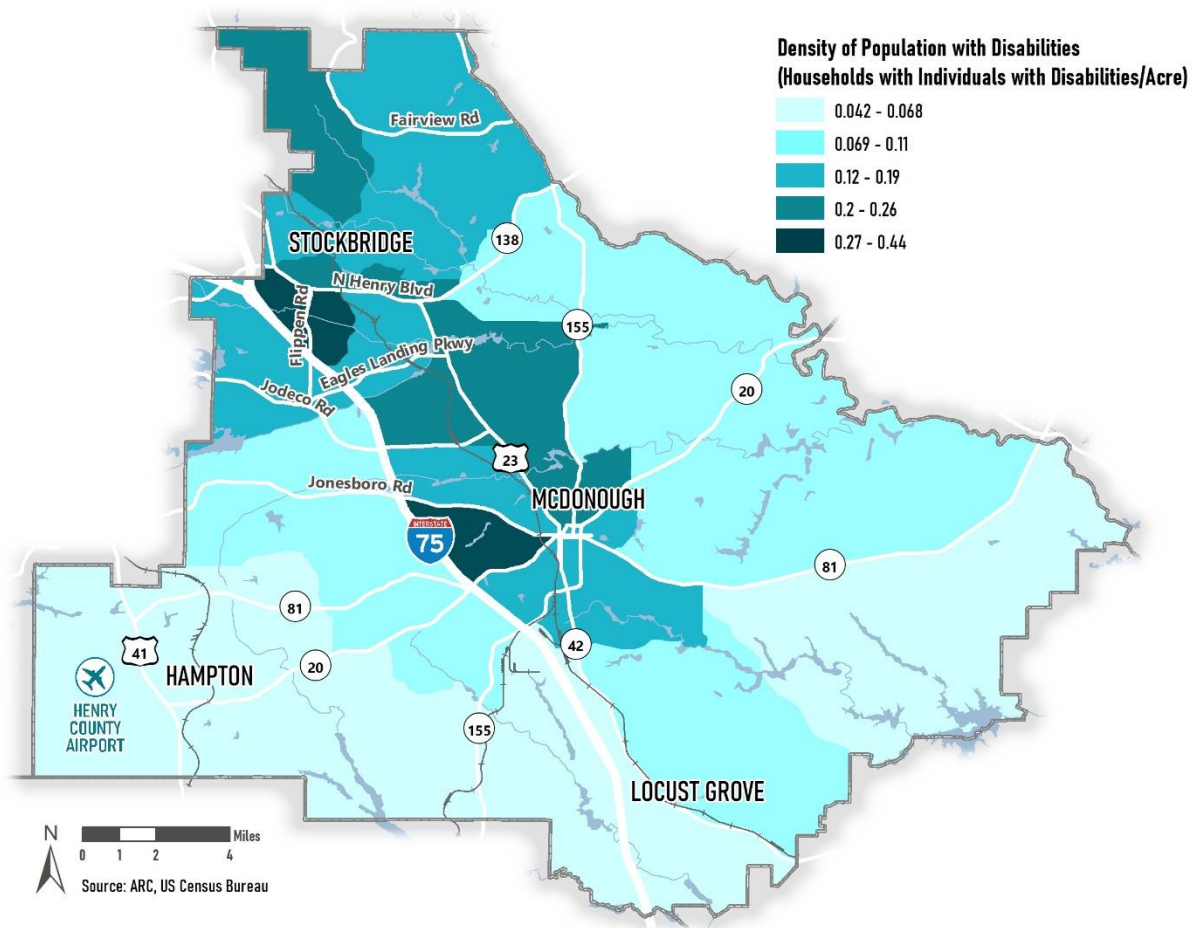 Density of Population with Disabilities
(Households with Individuals with Disabilities/Acre)
0.042 - 0.068
0.069 - 0.11
0.12 - 0.19
0.2 - 0.26
0.27 - 0.44
Fairview Rd
STOCKBRIDGE
138
N Henry Blvd
Flippen Rd
155
Eagles Landing Pkwy
Jodeco Rd
20
23
Jonesboro Rd
MCDONOUGH
INTERSTATE
75
81
81
42
41
HAMPTON
20
HENRY
COUNTY
AIRPORT
155
LOCUST GROVE
N
Miles
0 1 2 4
Source: ARC, US Census Bureau